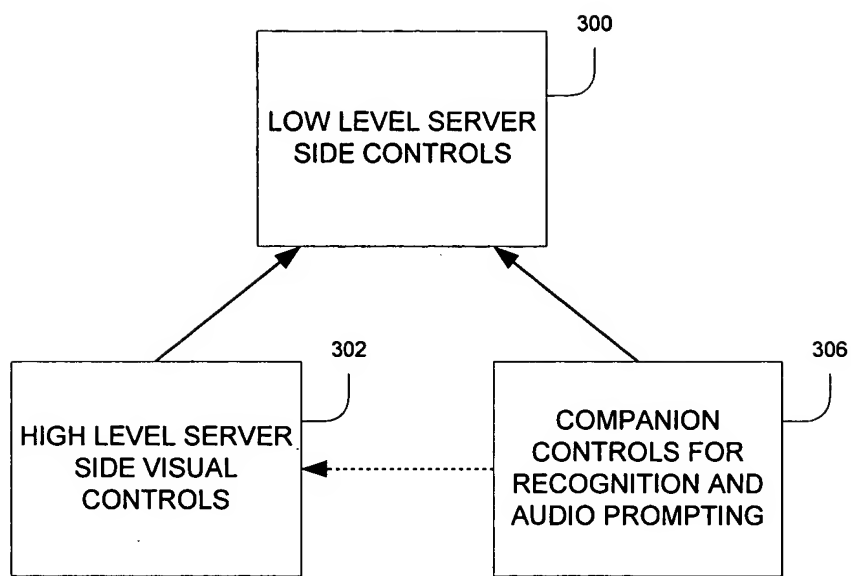 300
LOW LEVEL SERVER
SIDE CONTROLS
302
HIGH LEVEL SERVER
SIDE VISUAL
CONTROLS
306
COMPANION
CONTROLS FOR
RECOGNITION AND
AUDIO PROMPTING